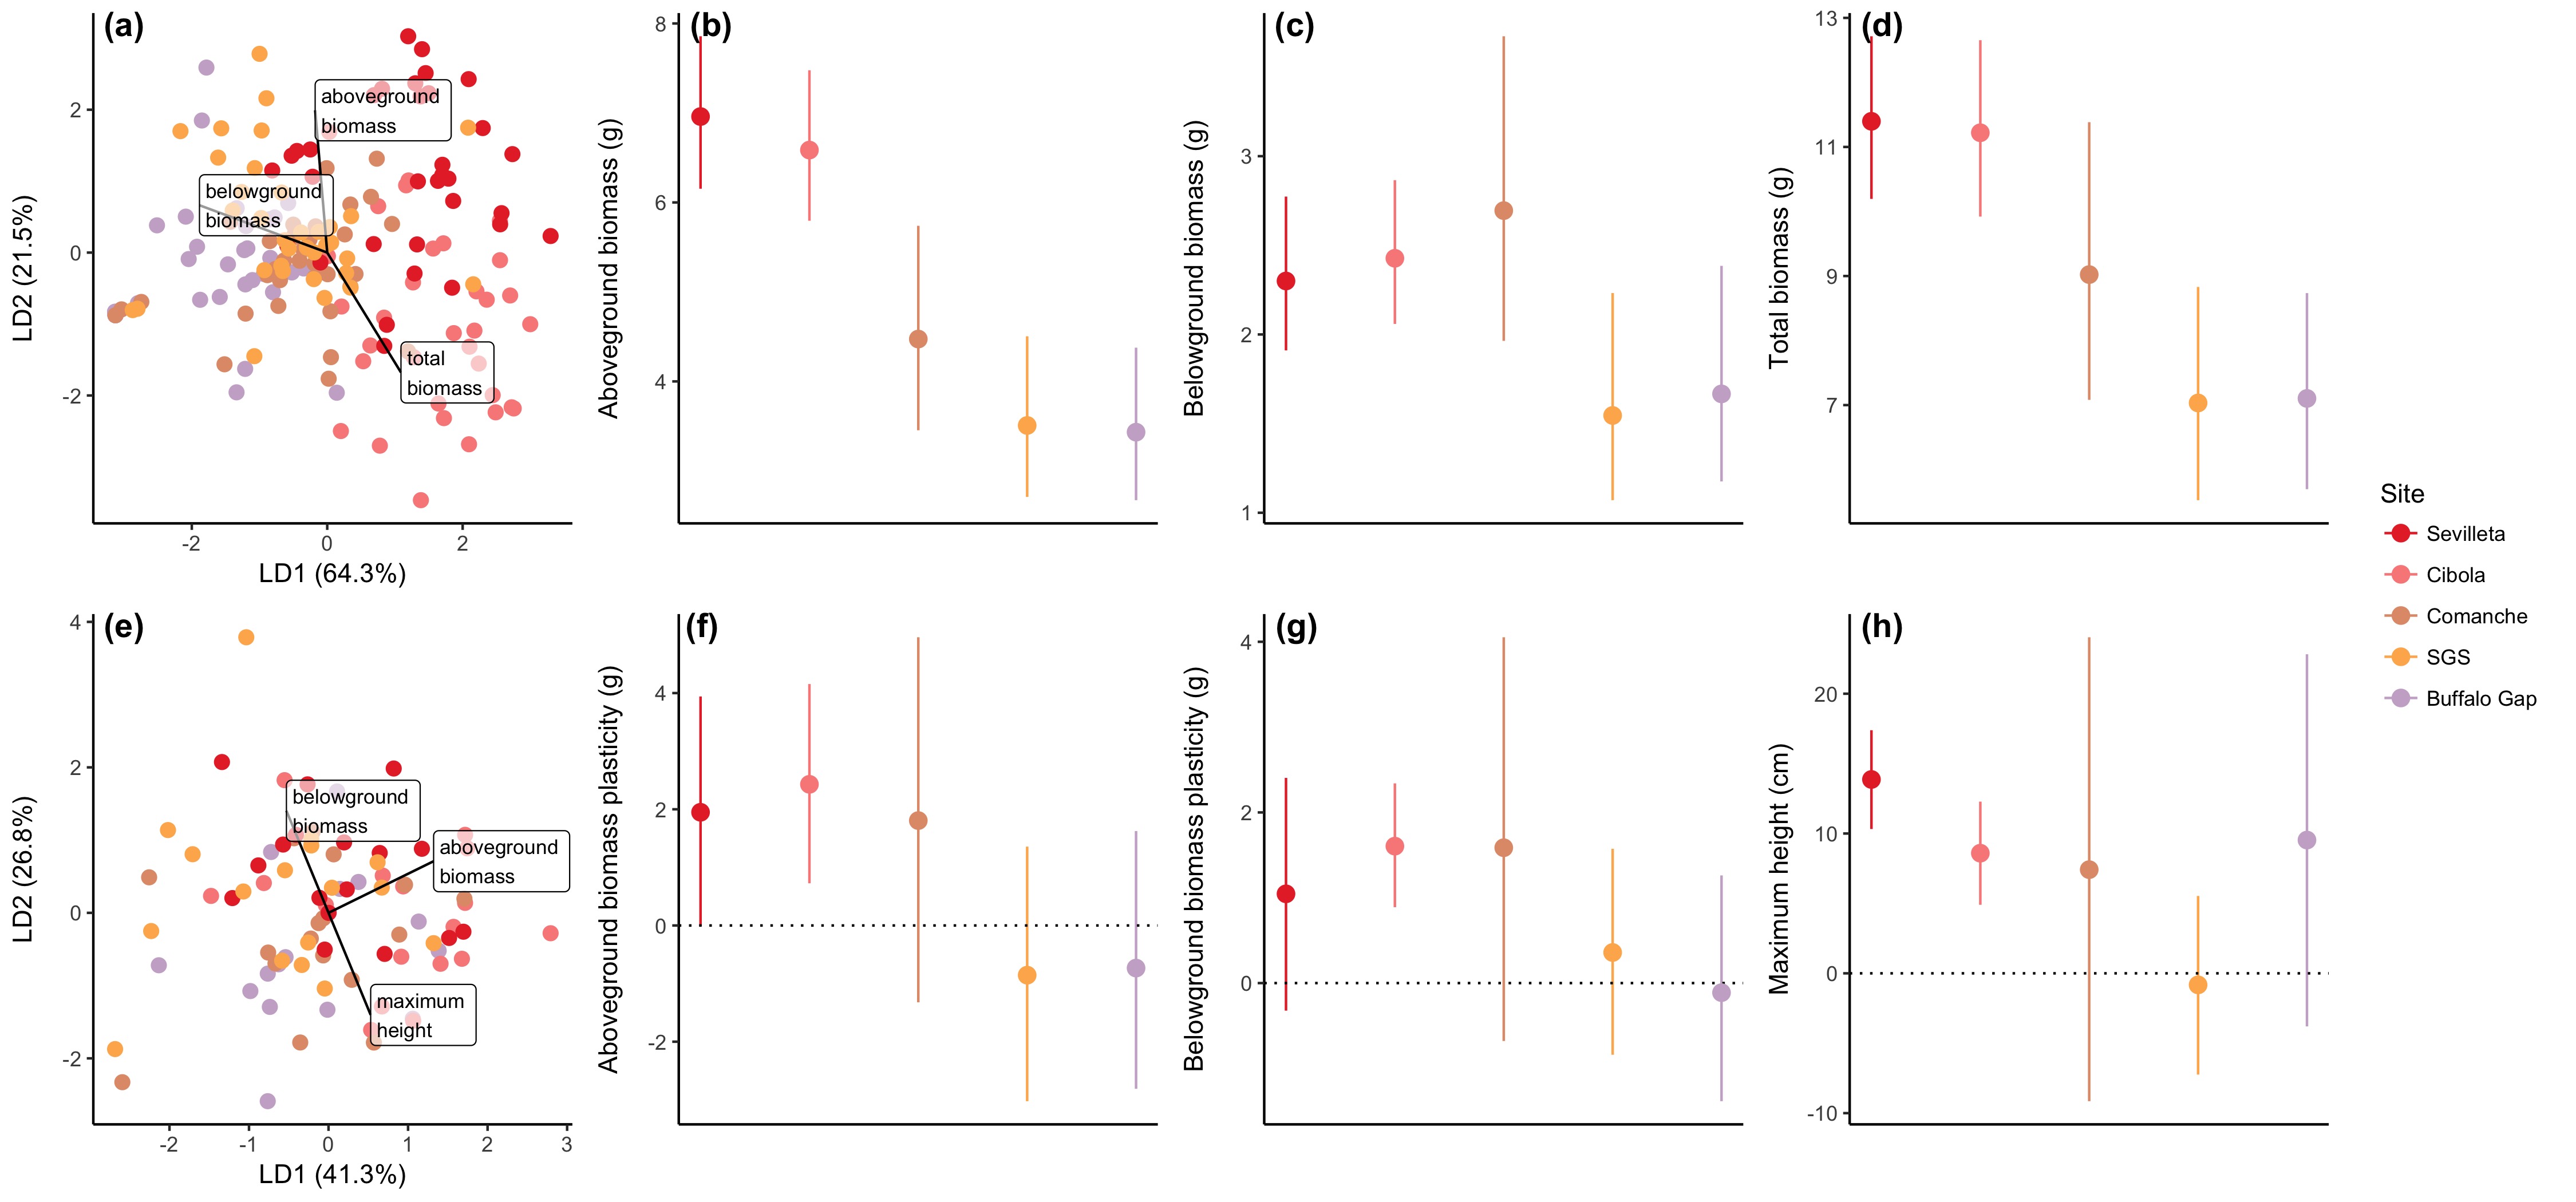 (a)
LD2 (21.5%)
2
0
-2
aboveground
biomass
belowground
biomass
total
biomass
-2
0
2
LD1 (64.3%)
(b)
Aboveground biomass (g)
8
6
4
(c)
Belowground biomass (g)
3
2
1
(d)
Total biomass (g)
13
11
9
7
Site
Sevilleta
Cibola
Comanche
SGS
Buffalo Gap
(e)
LD2 (26.8%)
4
2
0
-2
belowground
biomass
aboveground
biomass
maximum
height
-2
-1
0
1
2
3
LD1 (41.3%)
(f)
Aboveground biomass plasticity (g)
4
2
0
-2
(g)
Belowground biomass plasticity (g)
4
2
0
(h)
Maximum height (cm)
20
10
0
-10